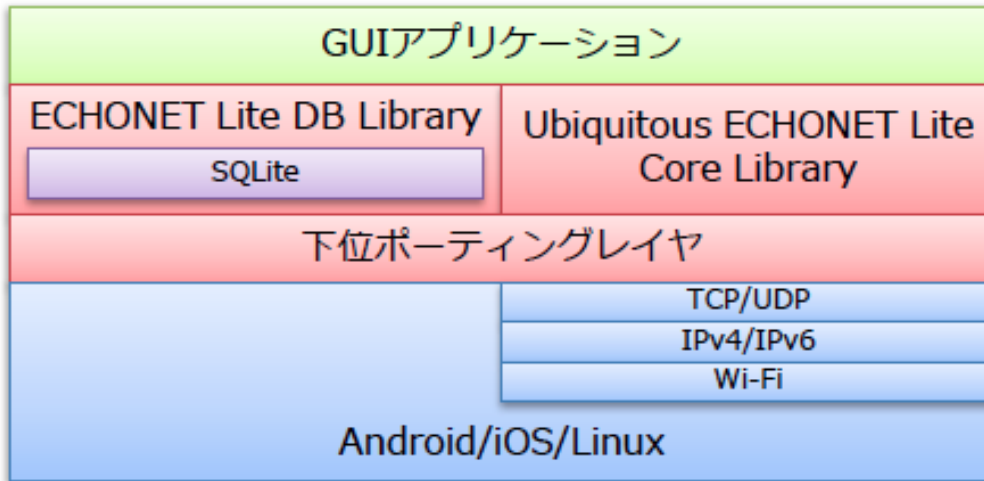 GUIアプリケーション
ECHONET Lite DB Library
SQLite
Ubiquitous ECHONET Lite
Core Library
下位ポーティングレイヤ
TCP/UDP
IPv4/IPv6
Wi-Fi
Android/iOS/Linux